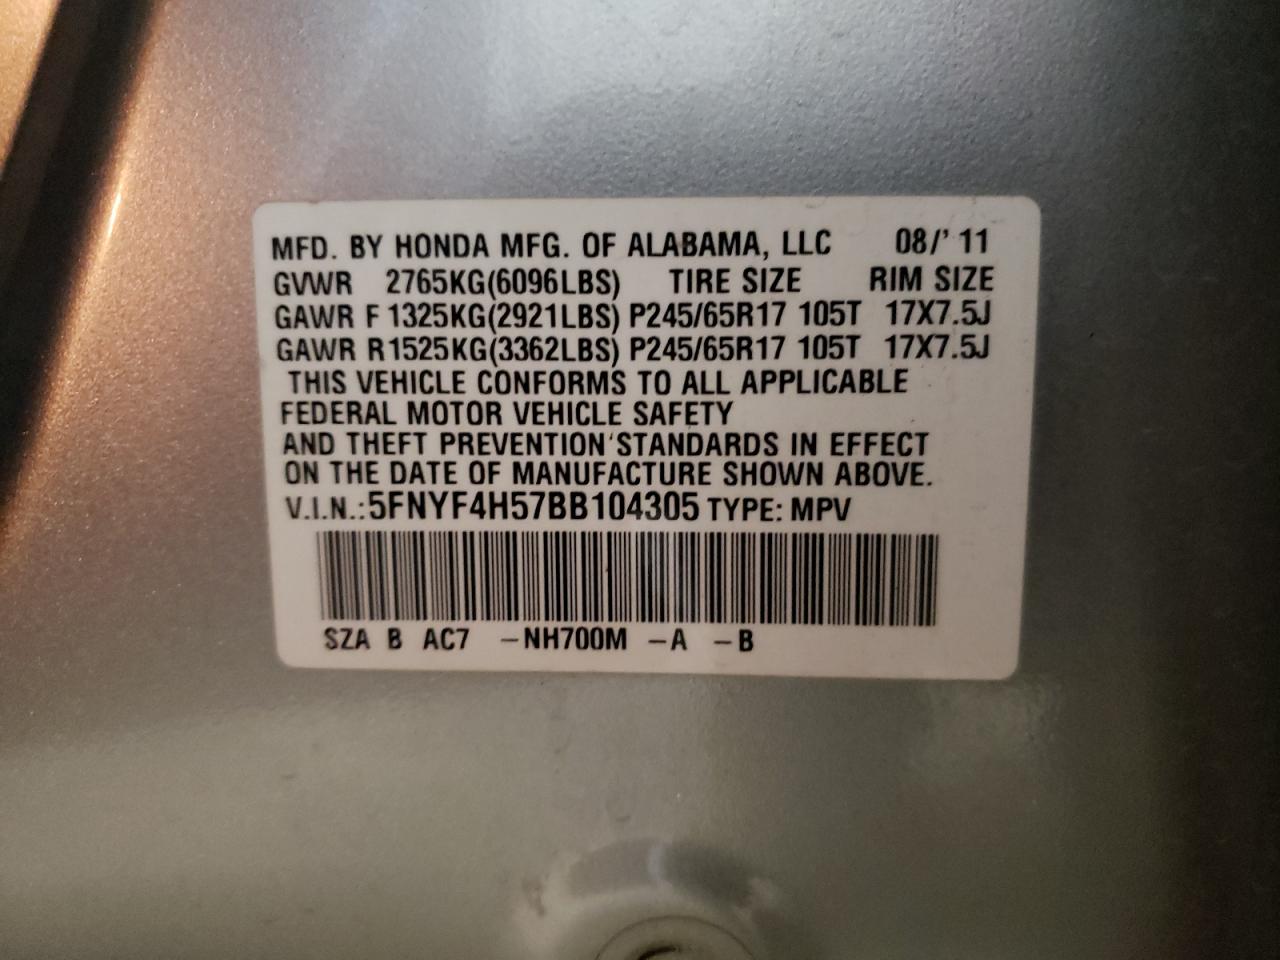 MFD. BY HONDA MFG. OF ALABAMA, LLC 08/' 11
GVWR 2765KG(6096LBS) TIRE SIZE RIM SIZE
GAWR F 1325KG(2921LBS) P245/65R17 105T 17X7.5J
GAWR R1525KG(3362LBS) P245/65R17 105T 17X7.5J
THIS VEHICLE CONFORMS TO ALL APPLICABLE
FEDERAL MOTOR VEHICLE SAFETY
AND THEFT PREVENTION STANDARDS IN EFFECT
ON THE DATE OF MANUFACTURE SHOWN ABOVE.
V.I.N.:5FNYF4H57BB104305 TYPE: MPV
SZA B AC7 -NH700M -A -B